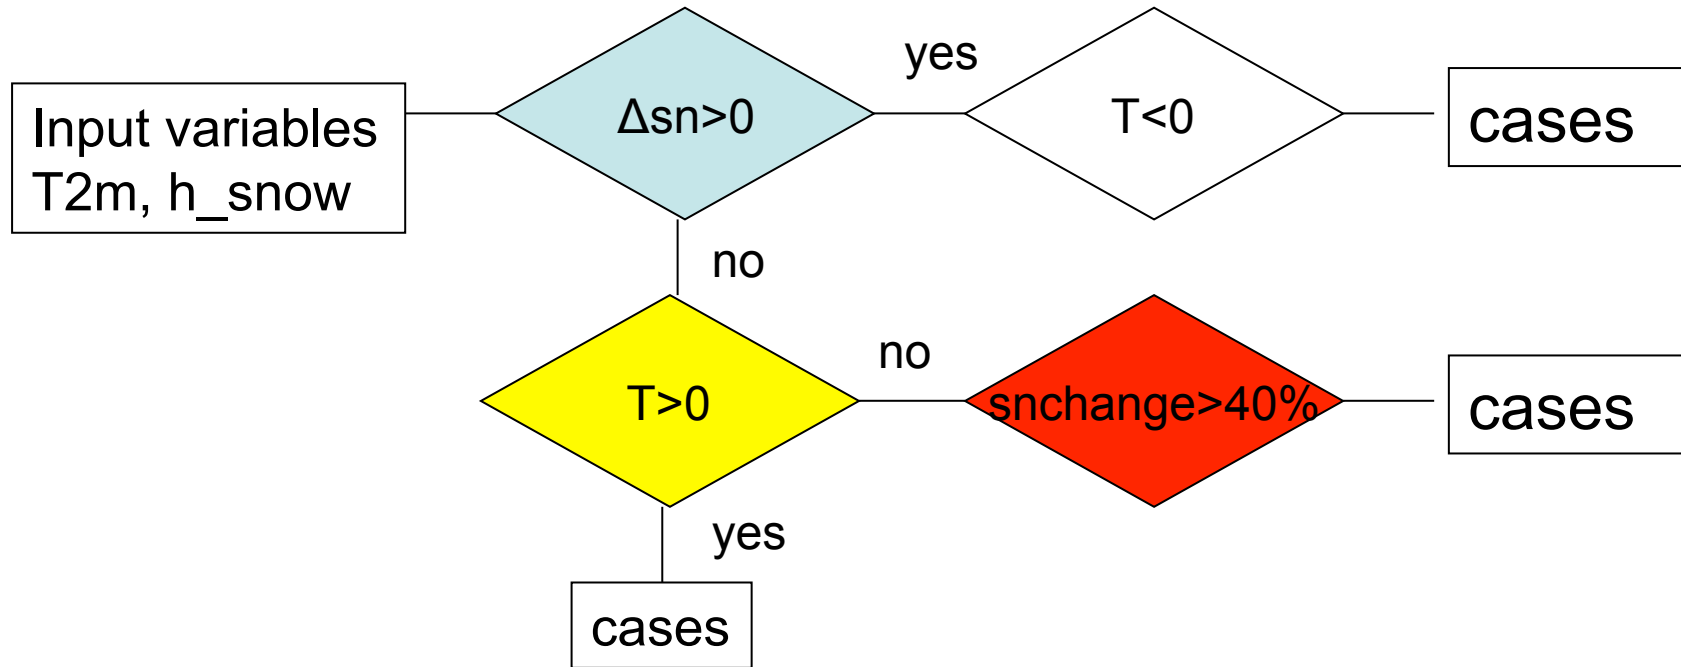 Input variables
T2m, h_snow
Δsn>0
yes
T<0
cases
no
T>0
no
snchange>40%
cases
yes
cases